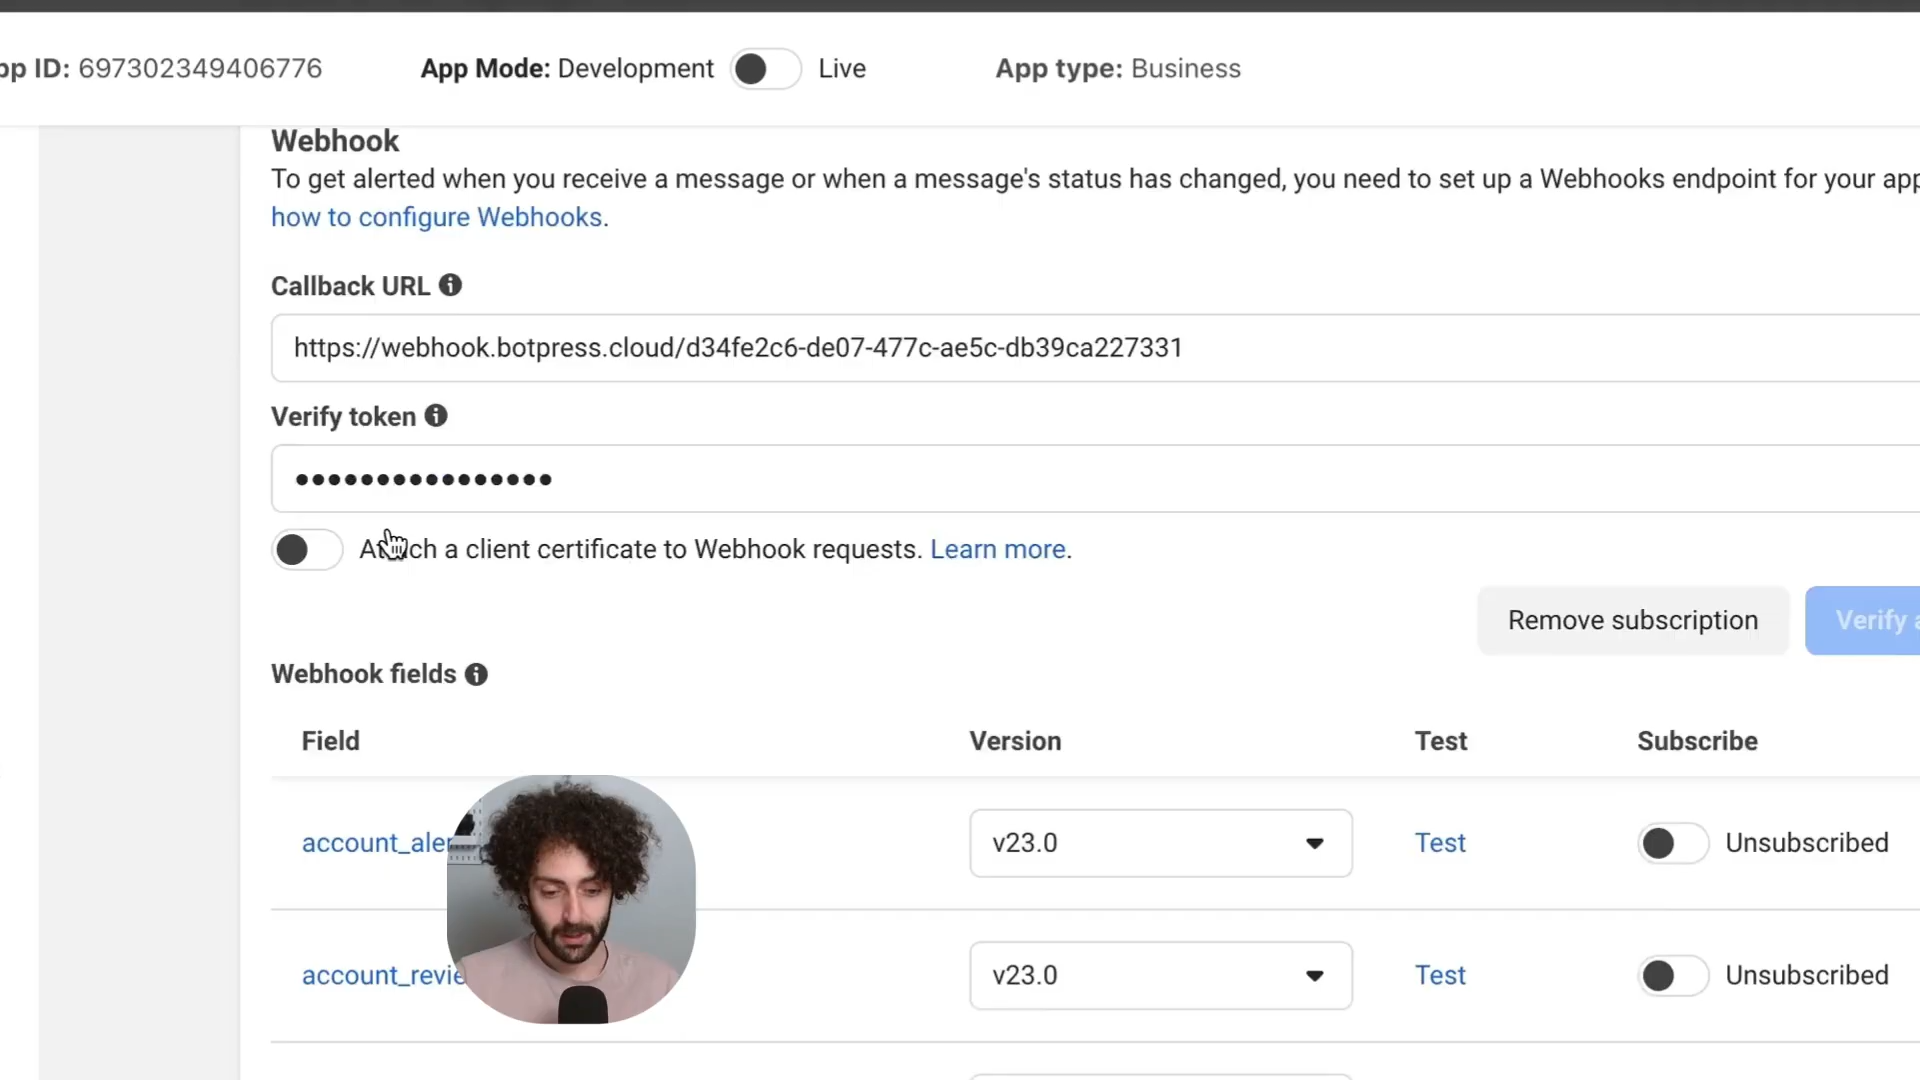 ID: 697302349406776
App Mode: Development Live
App type: Business
Webhook
To get alerted when you receive a message or when a message's status has changed, you need to set up a Webhooks endpoint for your app
how to configure Webhooks.
Callback URL
https://webhook.botpress.cloud/d34fe2c6-de07-477c-ae5c-db39ca227331
Verify token
••••••••••••••••
Attach a client certificate to Webhook requests. Learn more.
Remove subscription
Verify
Webhook fields
Field Version Test Subscribe
v23.0 Test Unsubscribed
v23.0 Test Unsubscribed